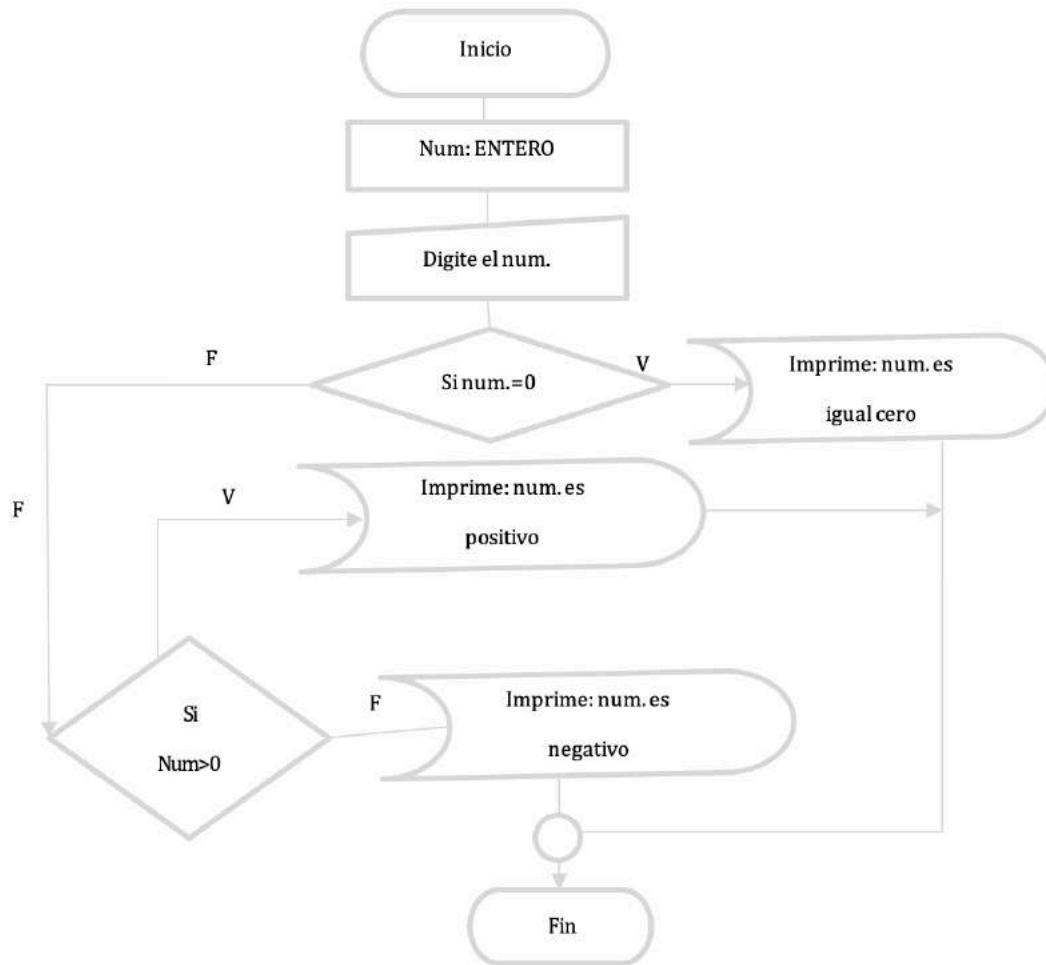 Inicio
Num: ENTERO
Digite el num.
F
Si num.=0
V
Imprime: num. es
igual cero
F
V
Imprime: num. es
positivo
Si
Num>0
F
Imprime: num. es
negativo
Fin